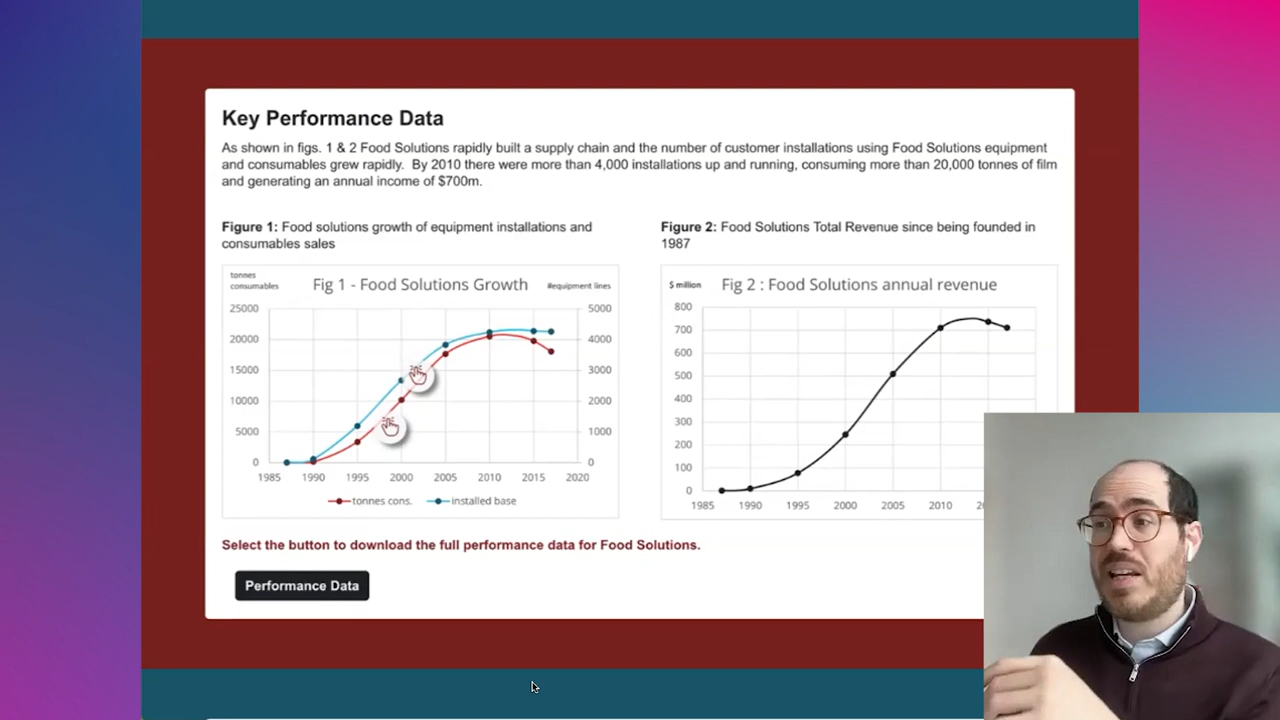 Key Performance Data
As shown in figs. 1 & 2 Food Solutions rapidly built a supply chain and the number of customer installations using Food Solutions equipment
and consumables grew rapidly.  By 2010 there were more than 4,000 installations up and running, consuming more than 20,000 tonnes of film
and generating an annual income of $700m.
Figure 1: Food solutions growth of equipment installations and
consumables sales
tonnes
consumables
Fig 1 - Food Solutions Growth
#equipment lines
25000
20000
15000
10000
5000
0
5000
4000
3000
2000
1000
0
1985 1990 1995 2000 2005 2010 2015 2020
tonnes cons. installed base
Figure 2: Food Solutions Total Revenue since being founded in
1987
$ million
Fig 2 : Food Solutions annual revenue
800
700
600
500
400
300
200
100
0
1985 1990 1995 2000 2005 2010
Select the button to download the full performance data for Food Solutions.
Performance Data